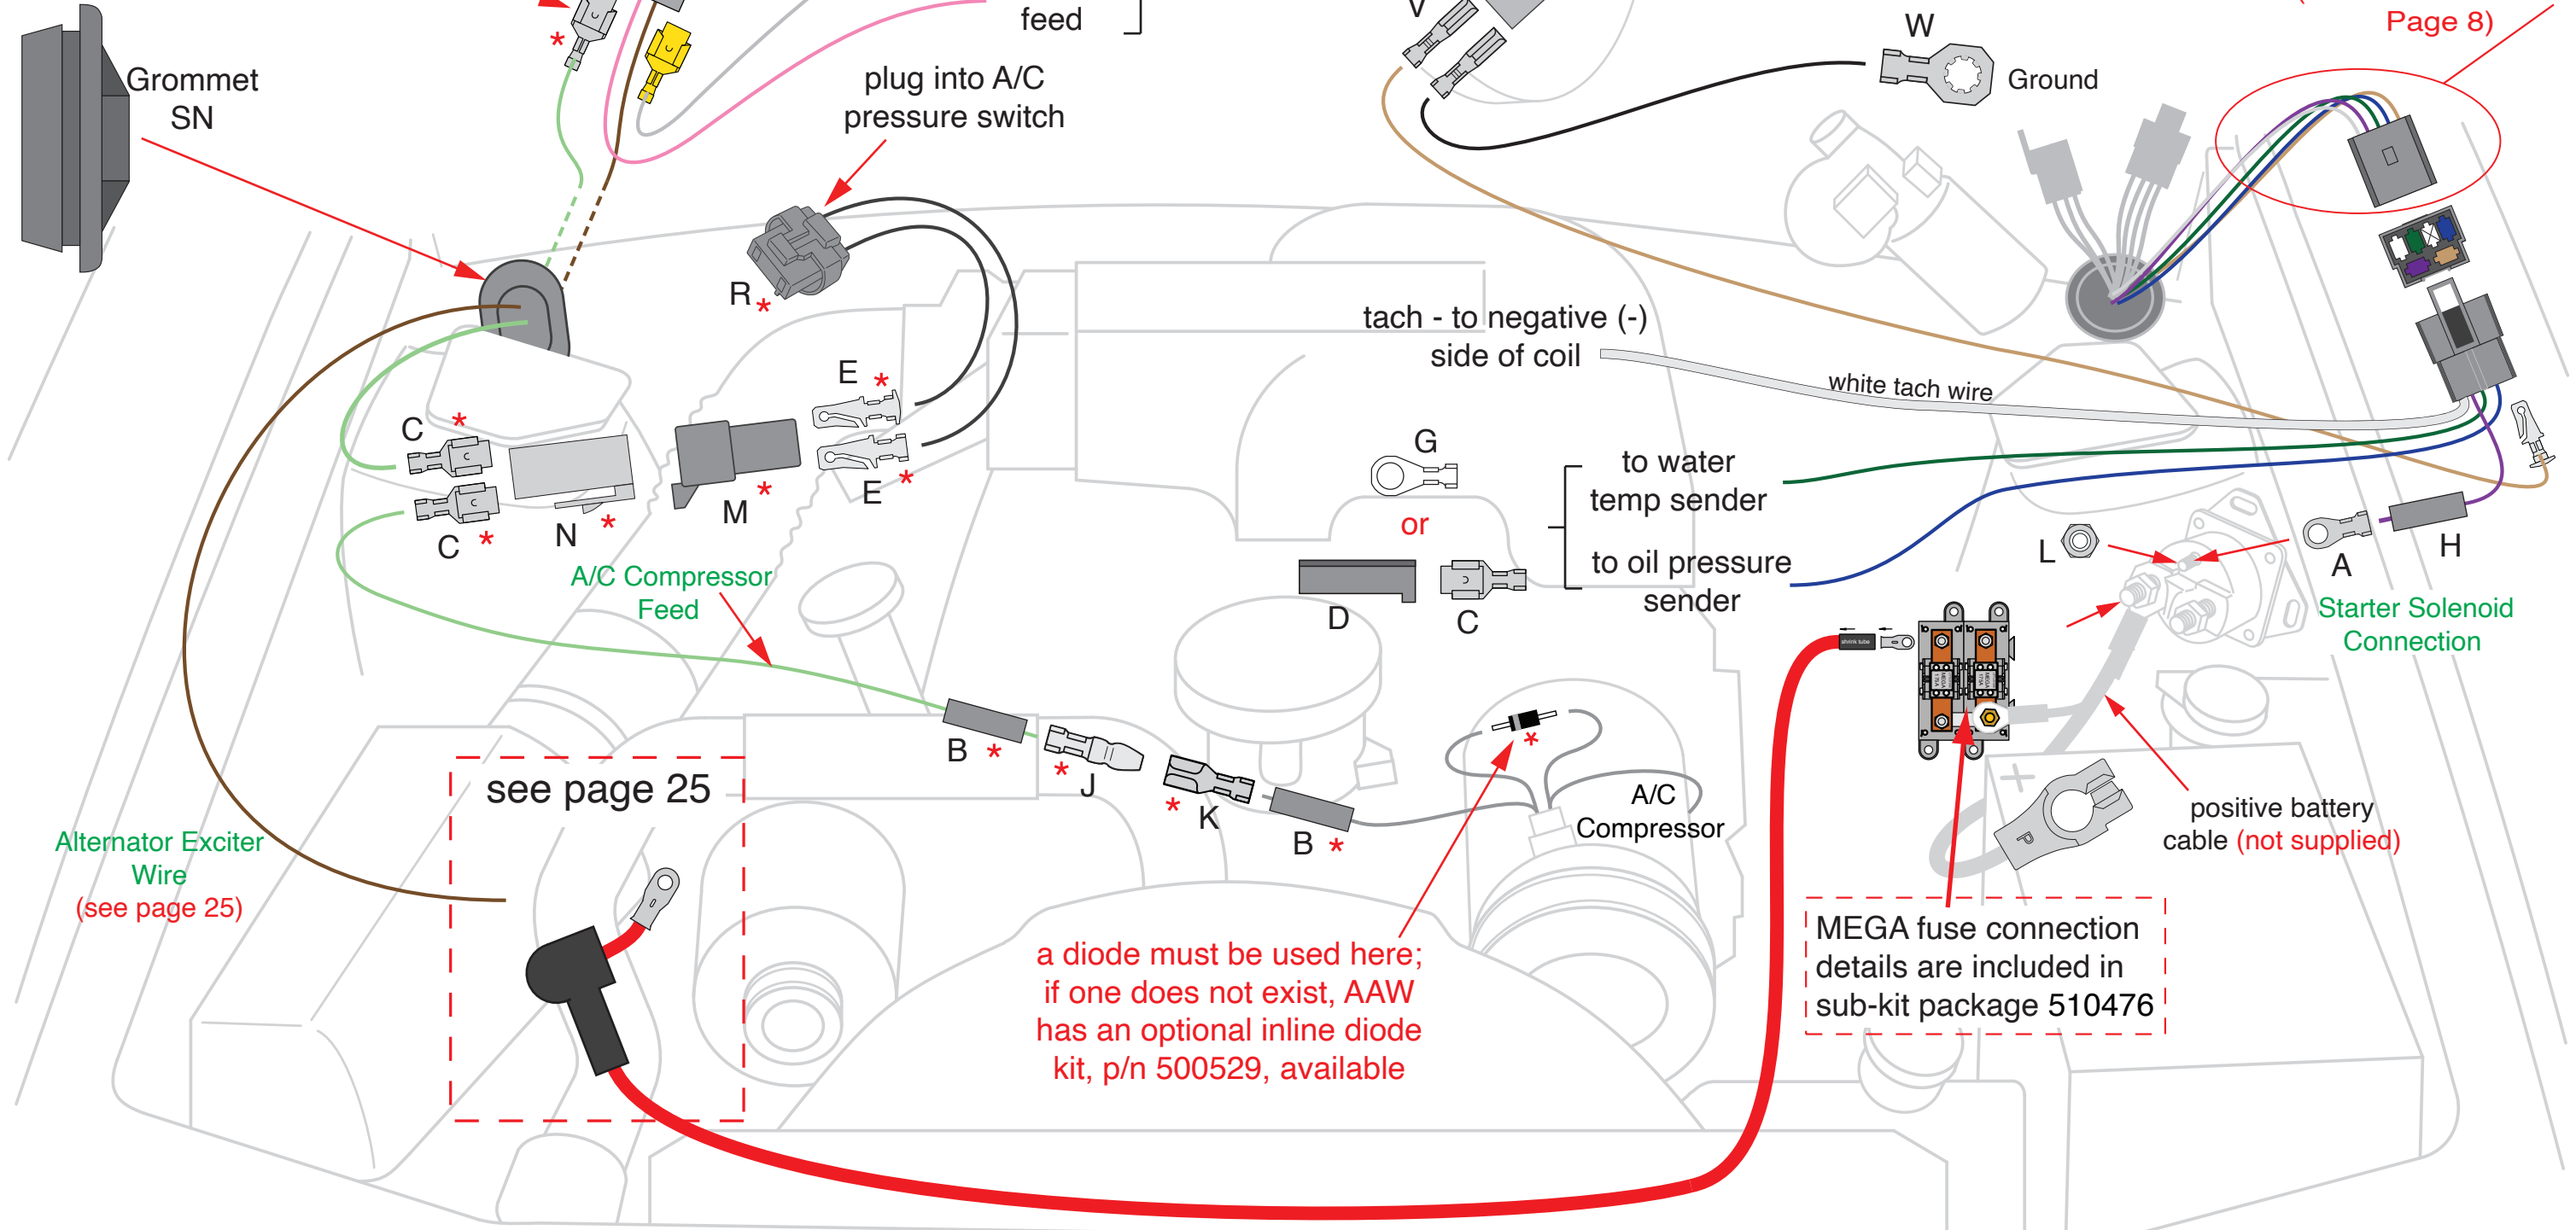 feed
V
W
Page 8)
Grommet
SN
*
plug into A/C
pressure switch
Ground
R *
tach - to negative (-)
side of coil
white tach wire
E *
C *
G
to water
temp sender
or
M *
E *
N *
C *
to oil pressure
sender
D
C
L
A
H
Starter Solenoid
Connection
A/C Compressor
Feed
shrink tube
B *
* J
* K
B *
*
A/C
Compressor
see page 25
positive battery
cable (not supplied)
+
P
Alternator Exciter
Wire
(see page 25)
a diode must be used here;
if one does not exist, AAW
has an optional inline diode
kit, p/n 500529, available
MEGA fuse connection
details are included in
sub-kit package 510476